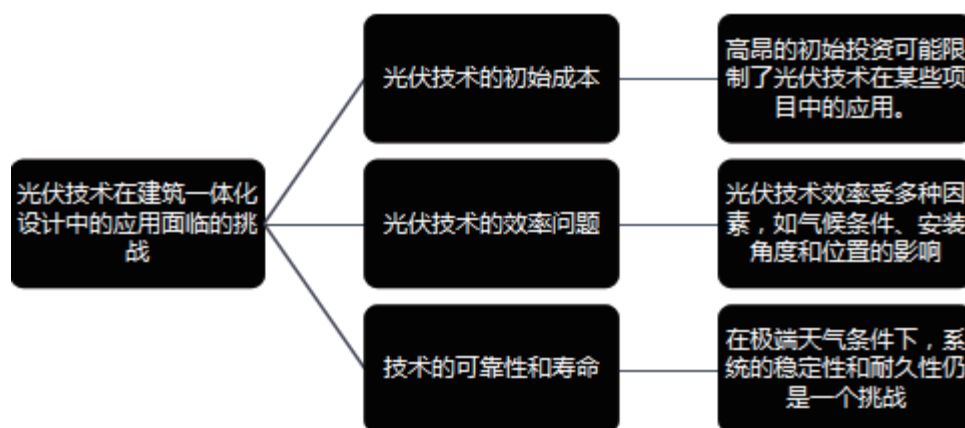 光伏技术在建筑一体化
设计中的应用面临的挑
战
光伏技术的初始成本
高昂的初始投资可能限
制了光伏技术在某些项
目中的应用。
光伏技术的效率问题
光伏技术效率受多种因
素，如气候条件、安装
角度和位置的影响
技术的可靠性和寿命
在极端天气条件下，系
统的稳定性和耐久性仍
是一个挑战